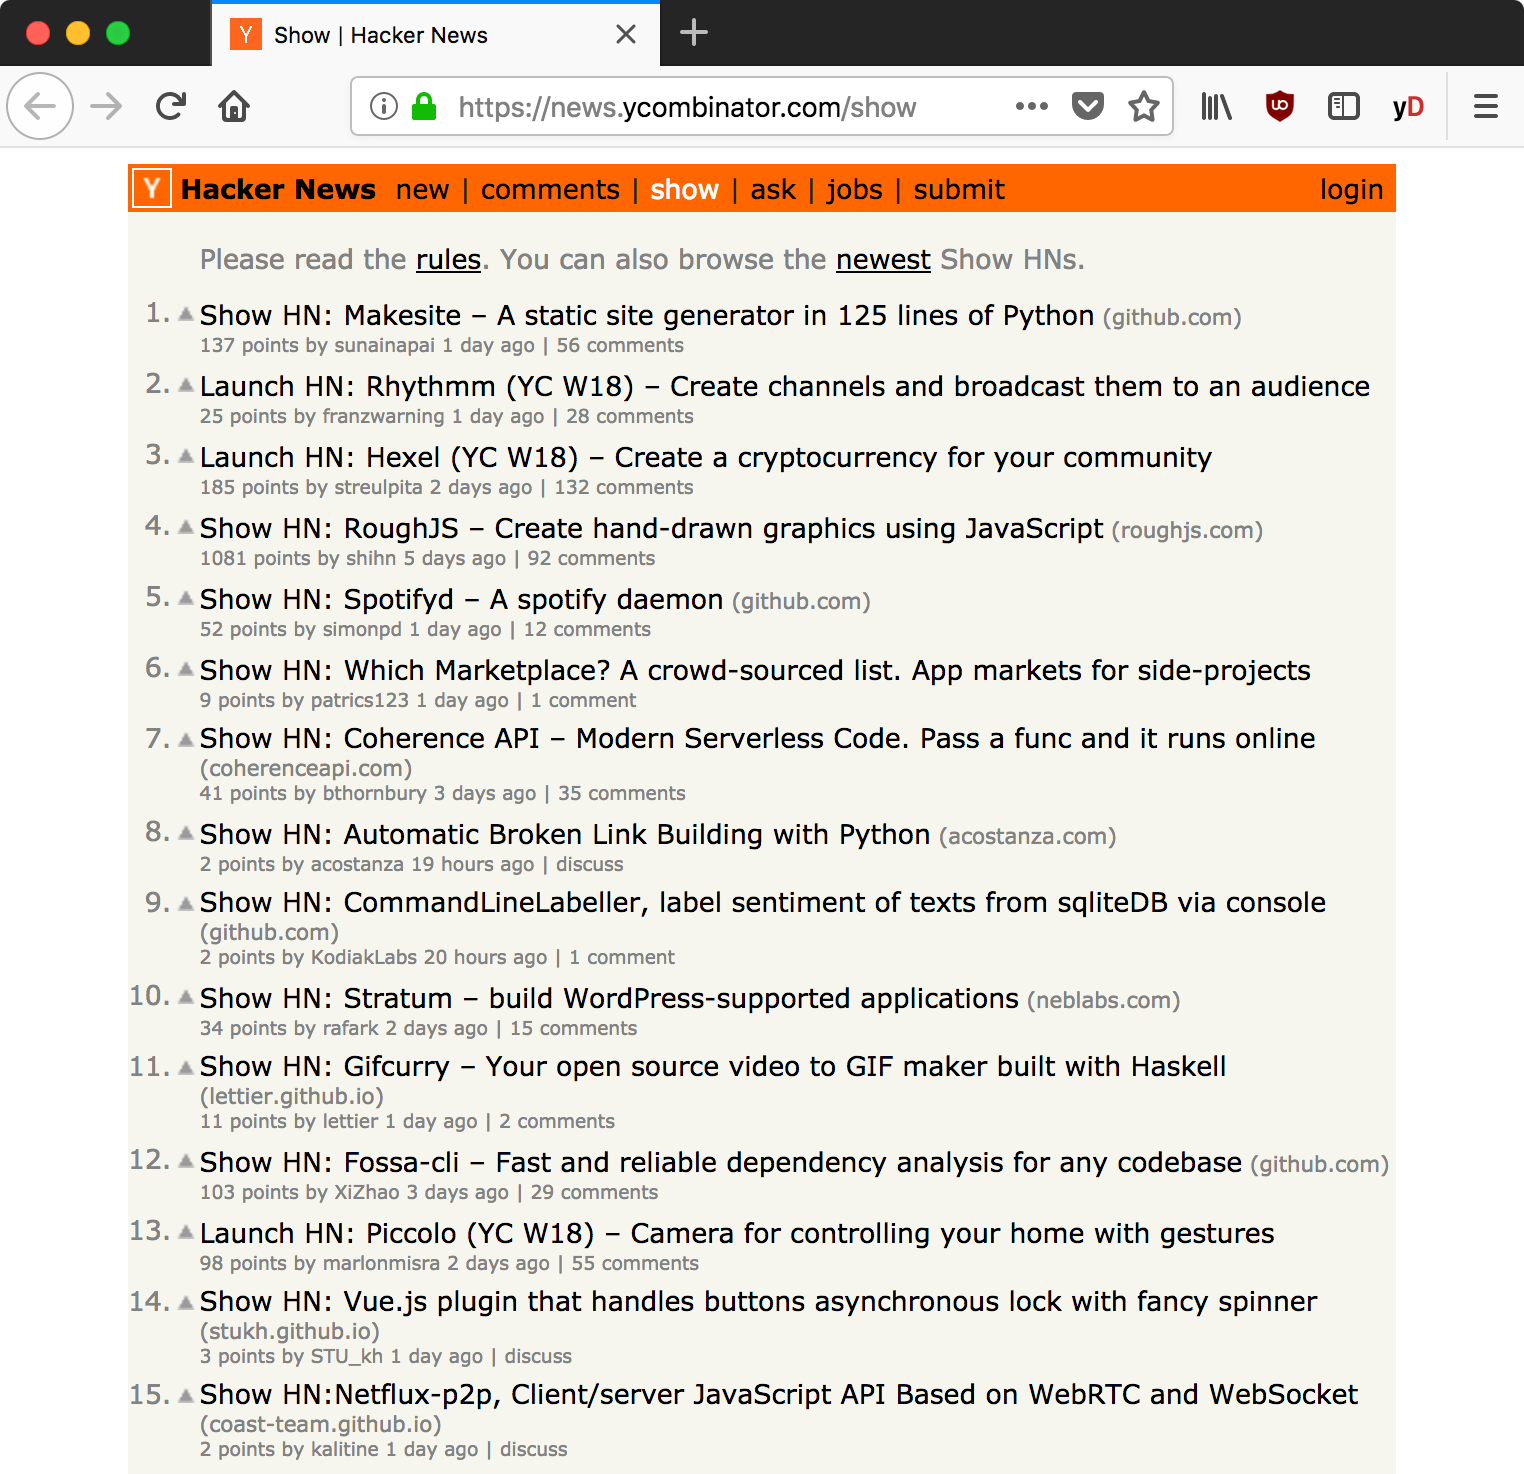 Y Show | Hacker News
https://news.ycombinator.com/show
yD
Y Hacker News new | comments | show | ask | jobs | submit login
Please read the rules. You can also browse the newest Show HNs.
1. Show HN: Makesite – A static site generator in 125 lines of Python (github.com)
137 points by sunainapai 1 day ago | 56 comments
2. Launch HN: Rhythmm (YC W18) – Create channels and broadcast them to an audience
25 points by franzwarning 1 day ago | 28 comments
3. Launch HN: Hexel (YC W18) – Create a cryptocurrency for your community
185 points by streulpita 2 days ago | 132 comments
4. Show HN: RoughJS – Create hand-drawn graphics using JavaScript (roughjs.com)
1081 points by shihn 5 days ago | 92 comments
5. Show HN: Spotifyd – A spotify daemon (github.com)
52 points by simonpd 1 day ago | 12 comments
6. Show HN: Which Marketplace? A crowd-sourced list. App markets for side-projects
9 points by patrics123 1 day ago | 1 comment
7. Show HN: Coherence API – Modern Serverless Code. Pass a func and it runs online
(coherenceapi.com)
41 points by bthornbury 3 days ago | 35 comments
8. Show HN: Automatic Broken Link Building with Python (acostanza.com)
2 points by acostanza 19 hours ago | discuss
9. Show HN: CommandLineLabeller, label sentiment of texts from sqliteDB via console
(github.com)
2 points by KodiakLabs 20 hours ago | 1 comment
10. Show HN: Stratum – build WordPress-supported applications (neblabs.com)
34 points by rafark 2 days ago | 15 comments
11. Show HN: Gifcurry – Your open source video to GIF maker built with Haskell
(lettier.github.io)
11 points by lettier 1 day ago | 2 comments
12. Show HN: Fossa-cli – Fast and reliable dependency analysis for any codebase (github.com)
103 points by XiZhao 3 days ago | 29 comments
13. Launch HN: Piccolo (YC W18) – Camera for controlling your home with gestures
98 points by marlonmisra 2 days ago | 55 comments
14. Show HN: Vue.js plugin that handles buttons asynchronous lock with fancy spinner
(stukh.github.io)
3 points by STU_kh 1 day ago | discuss
15. Show HN:Netflux-p2p, Client/server JavaScript API Based on WebRTC and WebSocket
(coast-team.github.io)
2 points by kalitine 1 day ago | discuss